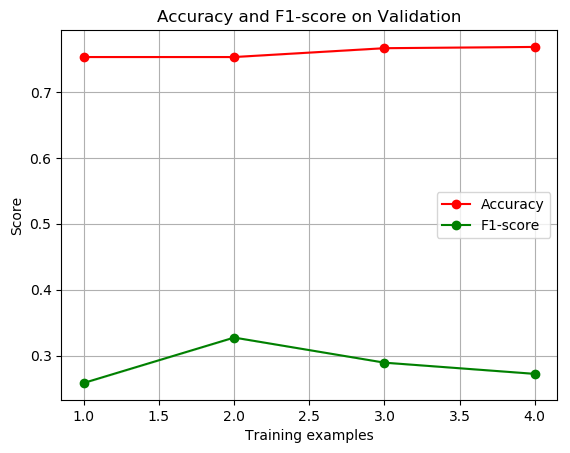 Accuracy and F1-score on Validation
Score
0.7
0.6
0.5
0.4
0.3
Accuracy
F1-score
1.0 1.5 2.0 2.5 3.0 3.5 4.0
Training examples